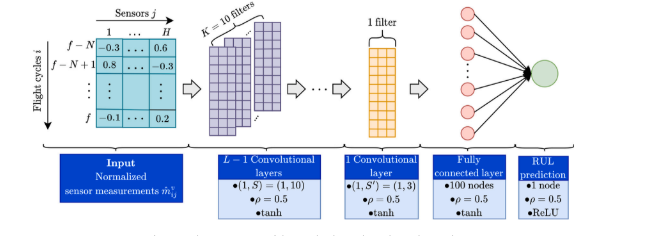 Sensors j
1 ... H
Flight cycles i
f − N −0.3 ... 0.6
f − N + 1 0.8 ... −0.3
⋮ ⋮ ⋮ ⋮
f −0.1 ... 0.2
K = 10 filters
...
...
1 filter
⋮
Input
Normalized
sensor measurements m̂ᵛᵢⱼ
L − 1 Convolutional
layers
•(1, S) = (1, 10)
•ρ = 0.5
•tanh
1 Convolutional
layer
•(1, S′) = (1, 3)
•ρ = 0.5
•tanh
Fully
connected layer
•100 nodes
•ρ = 0.5
•tanh
RUL
prediction
•1 node
•ρ = 0.5
•ReLU